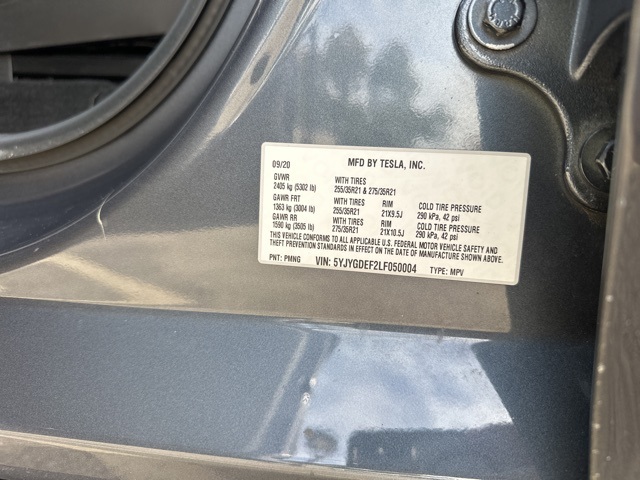 09/20 MFD BY TESLA, INC.
GVWR WITH TIRES
2405 kg (5302 lb) 255/35R21 & 275/35R21
GAWR FRT WITH TIRES RIM COLD TIRE PRESSURE
1363 kg (3004 lb) 255/35R21 21X9.5J 290 kPa, 42 psi
GAWR RR WITH TIRES RIM COLD TIRE PRESSURE
1590 kg (3505 lb) 275/35R21 21X10.5J 290 kPa, 42 psi
THIS VEHICLE CONFORMS TO ALL APPLICABLE U.S. FEDERAL MOTOR VEHICLE SAFETY AND
THEFT PREVENTION STANDARDS IN EFFECT ON THE DATE OF MANUFACTURE SHOWN ABOVE.
PNT: PMNG VIN: 5YJYGDEF2LF050004 TYPE: MPV